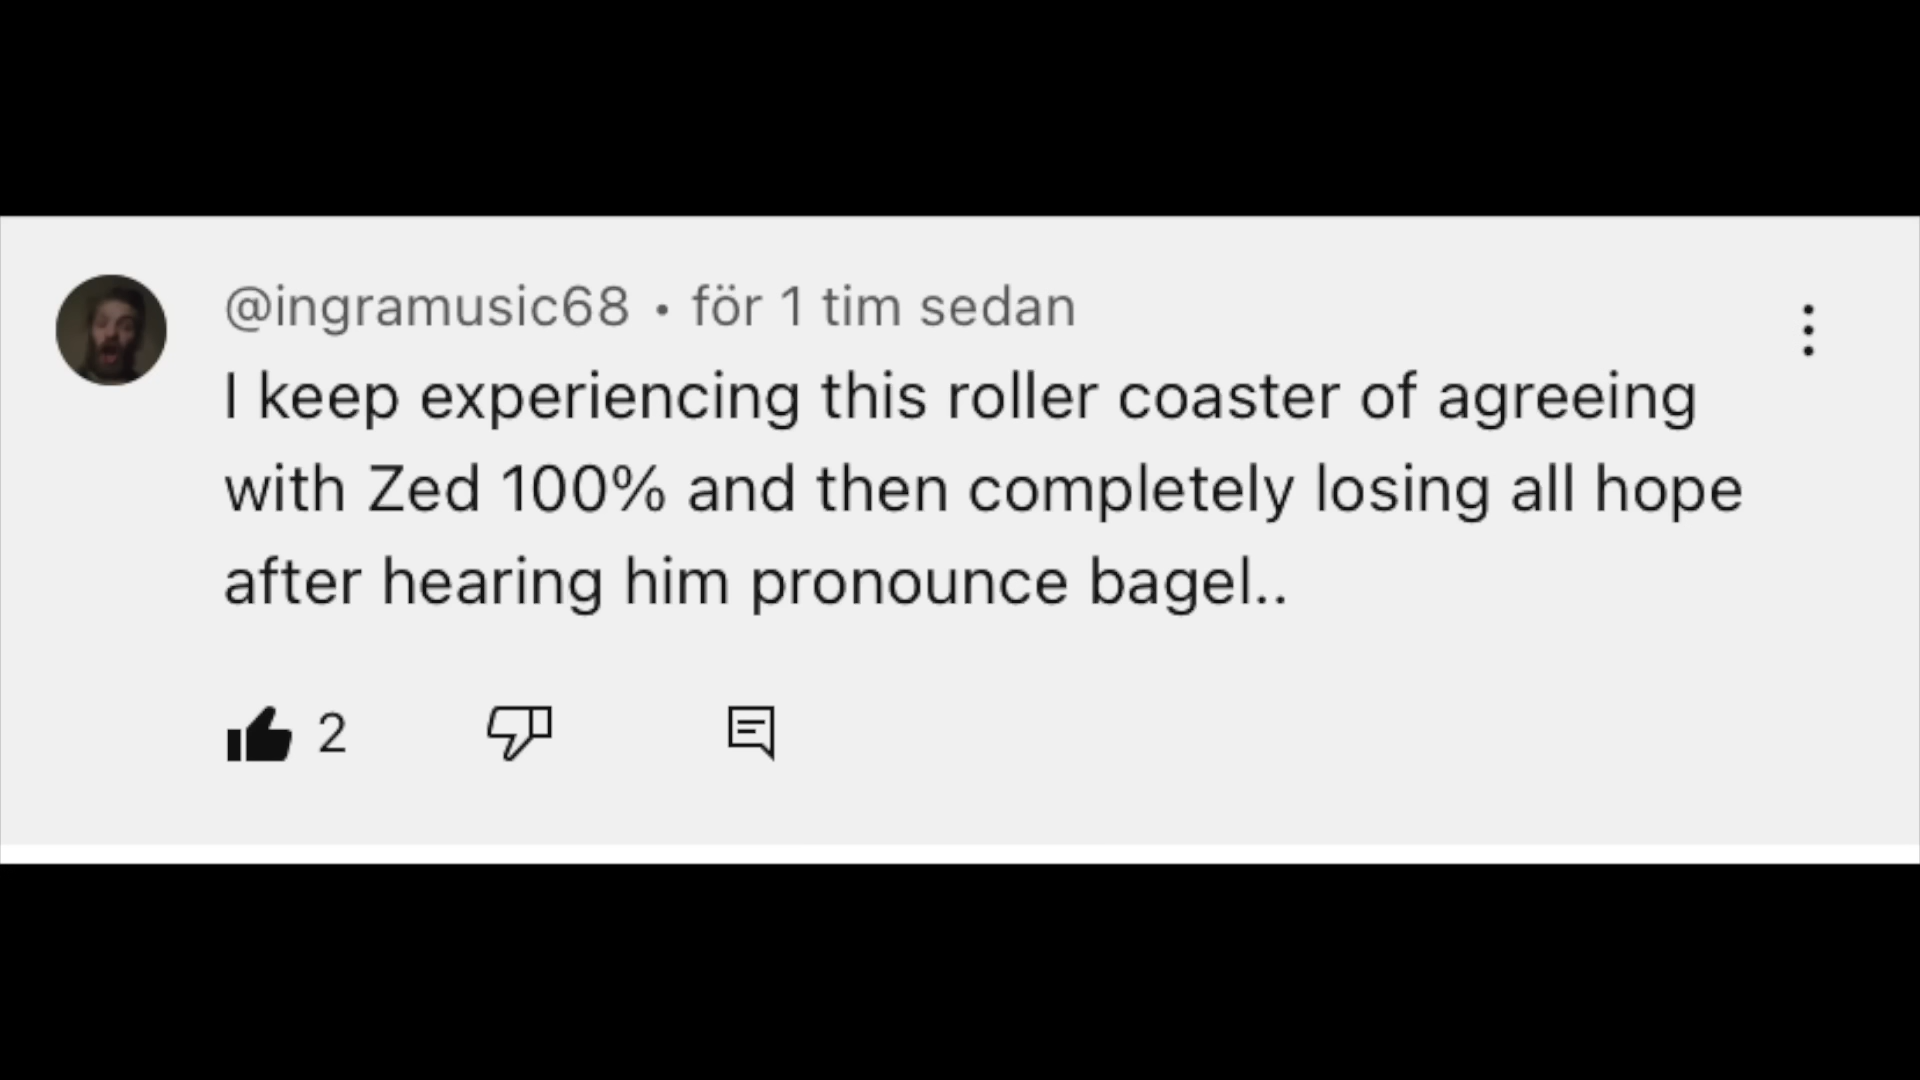 @ingramusic68 • för 1 tim sedan
I keep experiencing this roller coaster of agreeing
with Zed 100% and then completely losing all hope
after hearing him pronounce bagel..
2